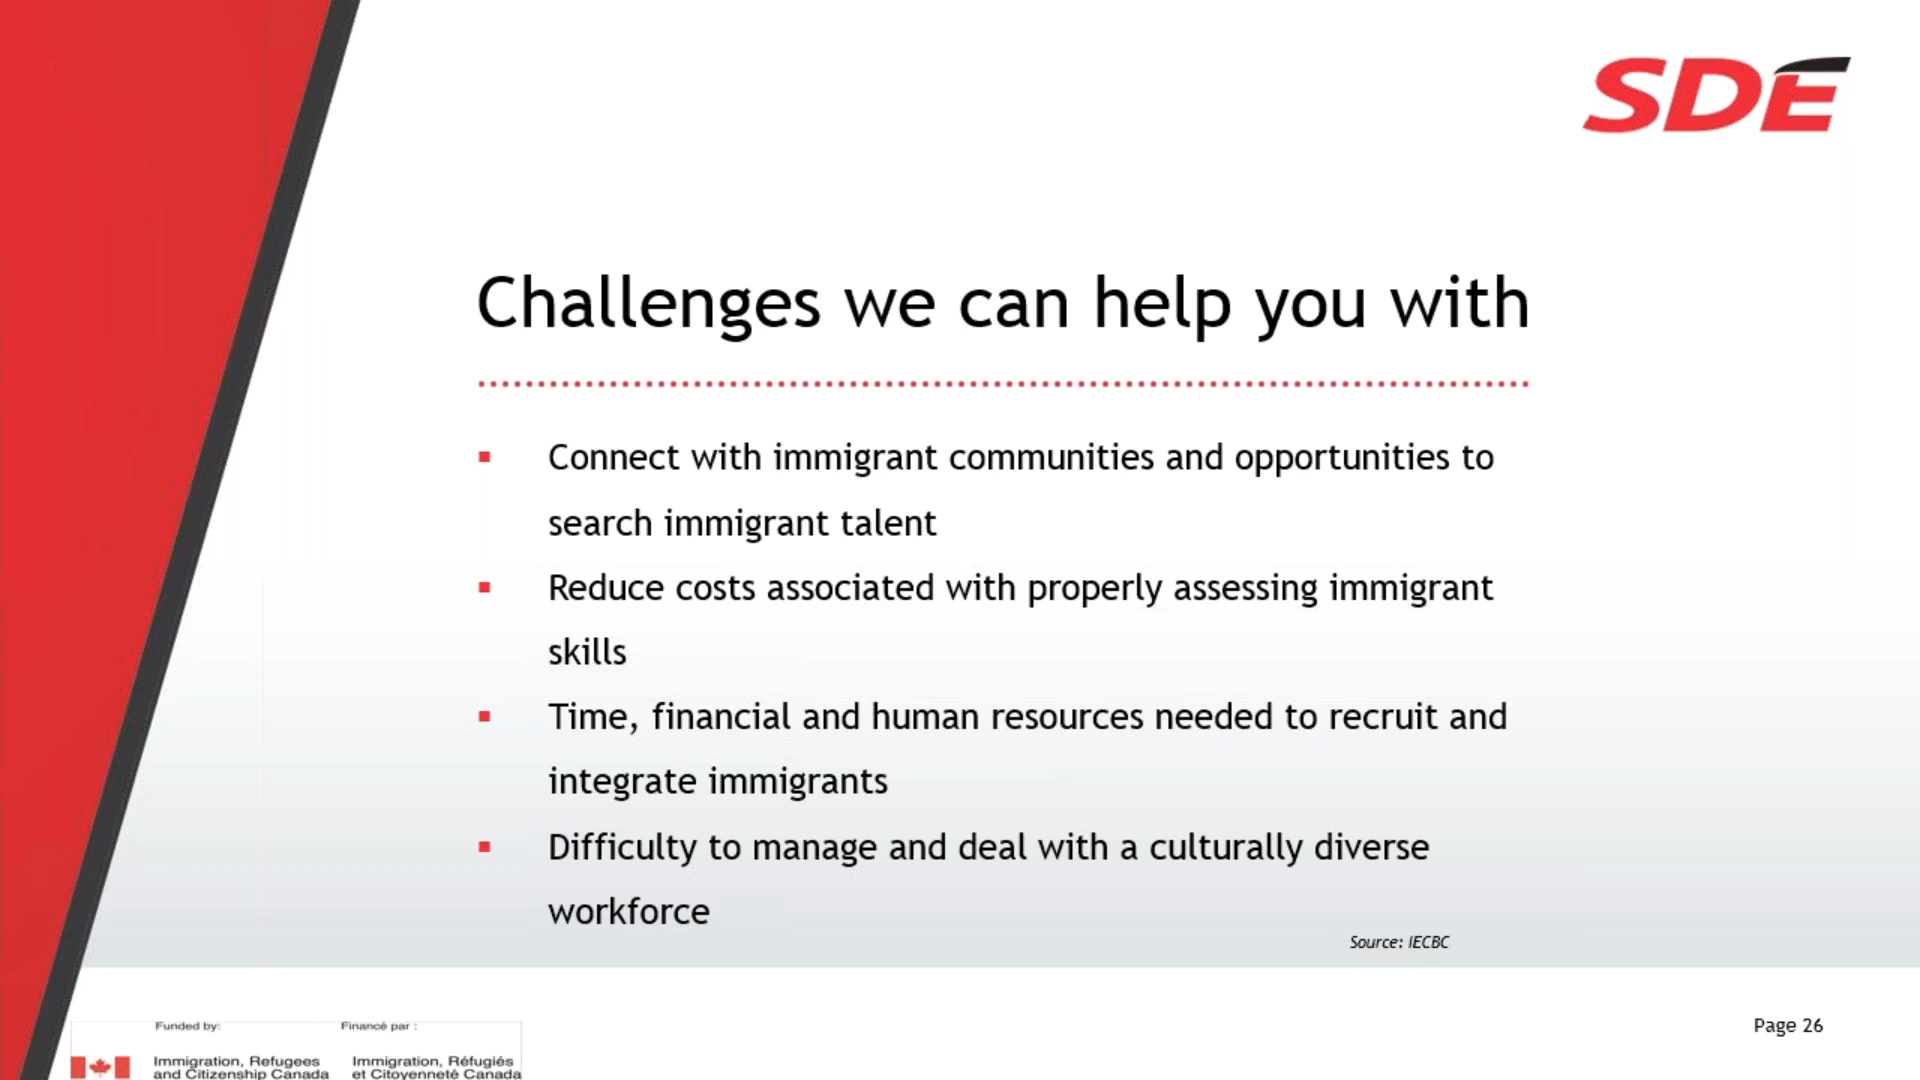 SDE
Challenges we can help you with
▪ Connect with immigrant communities and opportunities to
search immigrant talent
▪ Reduce costs associated with properly assessing immigrant
skills
▪ Time, financial and human resources needed to recruit and
integrate immigrants
▪ Difficulty to manage and deal with a culturally diverse
workforce
Source: IECBC
Page 26
Funded by:
Immigration, Refugees
and Citizenship Canada
Financé par :
Immigration, Réfugiés
et Citoyenneté Canada